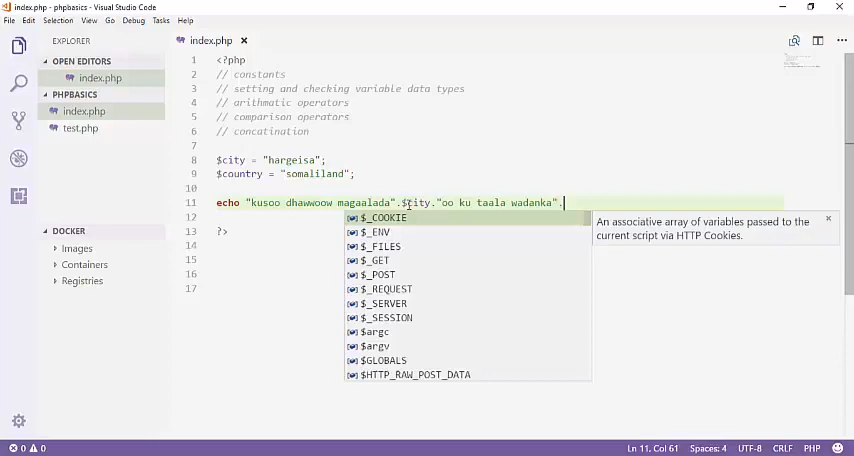 index.php - phpbasics - Visual Studio Code
File Edit Selection View Go Debug Tasks Help
EXPLORER
OPEN EDITORS
index.php
PHPBASICS
index.php
test.php
DOCKER
Images
Containers
Registries
index.php ×
1 <?php
2 // constants
3 // setting and checking variable data types
4 // arithmatic operators
5 // comparison operators
6 // concatination
7
8 $city = "hargeisa";
9 $country = "somaliland";
10
11 echo "kusoo dhawwoow magaalada".$city."oo ku taala wadanka".
12
13 ?>
14
15
16
17
$_COOKIE
$_ENV
$_FILES
$_GET
$_POST
$_REQUEST
$_SERVER
$_SESSION
$argc
$argv
$GLOBALS
$HTTP_RAW_POST_DATA
An associative array of variables passed to the
current script via HTTP Cookies.
0 0 Ln 11, Col 61 Spaces: 4 UTF-8 CRLF PHP